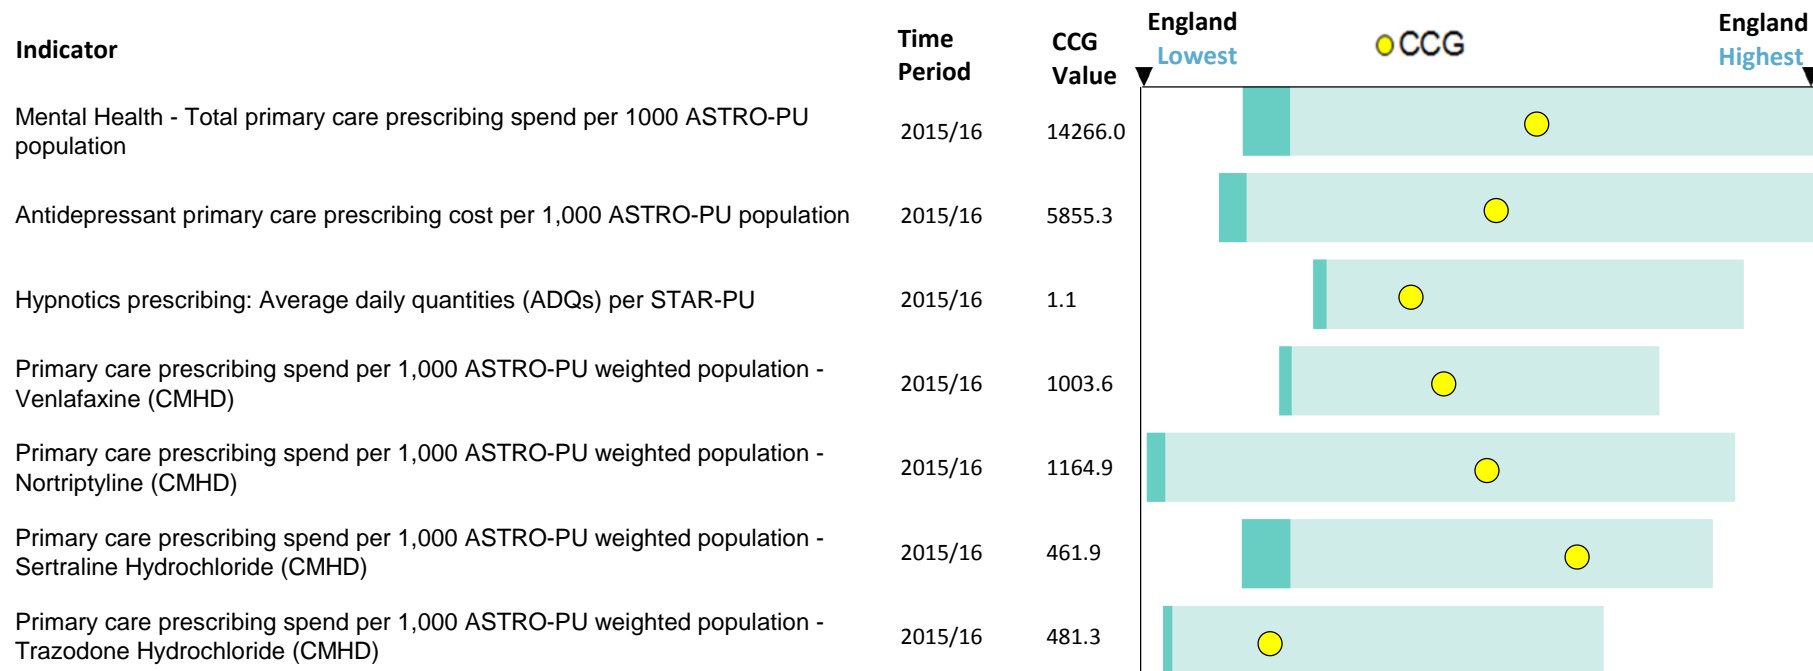 Indicator
Time Period
CCG Value
England Lowest
CCG
England Highest
Mental Health - Total primary care prescribing spend per 1000 ASTRO-PU
population
2015/16
14266.0
Antidepressant primary care prescribing cost per 1,000 ASTRO-PU population
2015/16
5855.3
Hypnotics prescribing: Average daily quantities (ADQs) per STAR-PU
2015/16
1.1
Primary care prescribing spend per 1,000 ASTRO-PU weighted population -
Venlafaxine (CMHD)
2015/16
1003.6
Primary care prescribing spend per 1,000 ASTRO-PU weighted population -
Nortriptyline (CMHD)
2015/16
1164.9
Primary care prescribing spend per 1,000 ASTRO-PU weighted population -
Sertraline Hydrochloride (CMHD)
2015/16
461.9
Primary care prescribing spend per 1,000 ASTRO-PU weighted population -
Trazodone Hydrochloride (CMHD)
2015/16
481.3